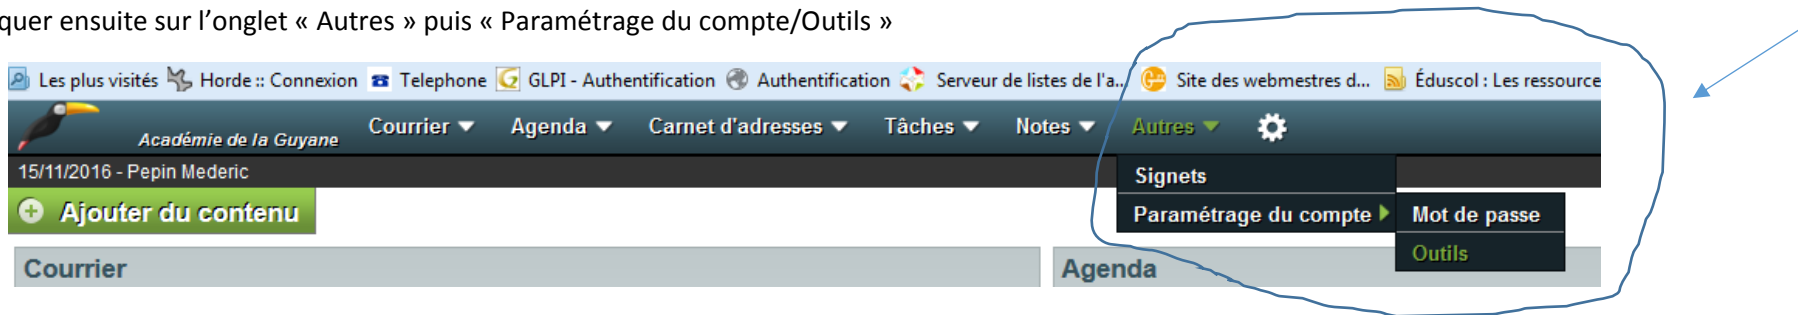 quer ensuite sur l’onglet « Autres » puis « Paramétrage du compte/Outils »
Les plus visités Horde :: Connexion Telephone GLPI - Authentification Authentification Serveur de listes de l'a... Site des webmestres d... Éduscol : Les ressource
Académie de la Guyane Courrier Agenda Carnet d'adresses Tâches Notes Autres
15/11/2016 - Pepin Mederic
Signets
Ajouter du contenu
Paramétrage du compte Mot de passe
Outils
Courrier Agenda